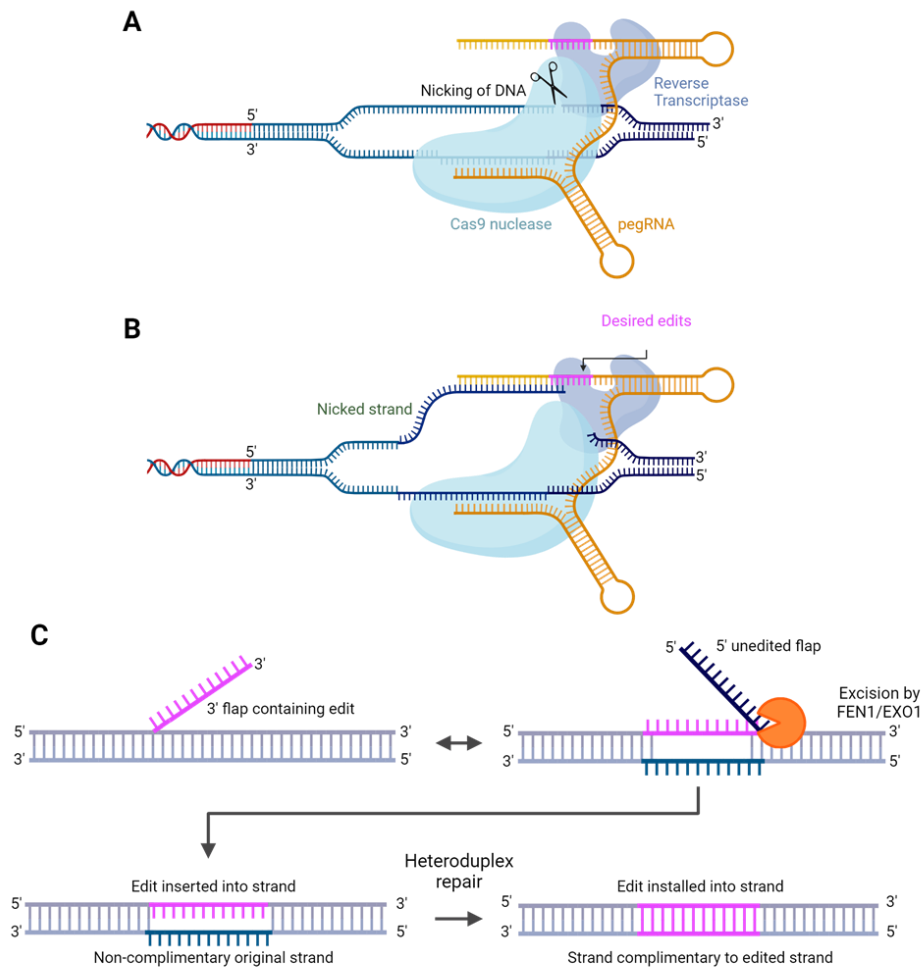 A
Nicking of DNA
Reverse
Transcriptase
5'
3'
3'
5'
Cas9 nuclease
pegRNA
B
Desired edits
Nicked strand
5'
3'
3'
5'
C
3'
3' flap containing edit
5'
3'
3'
5'
5'
5' unedited flap
Excision by
FEN1/EXO1
5'
3'
3'
5'
Edit inserted into strand
5'
3'
3'
5'
Non-complimentary original strand
Heteroduplex
repair
Edit installed into strand
5'
3'
3'
5'
Strand complimentary to edited strand